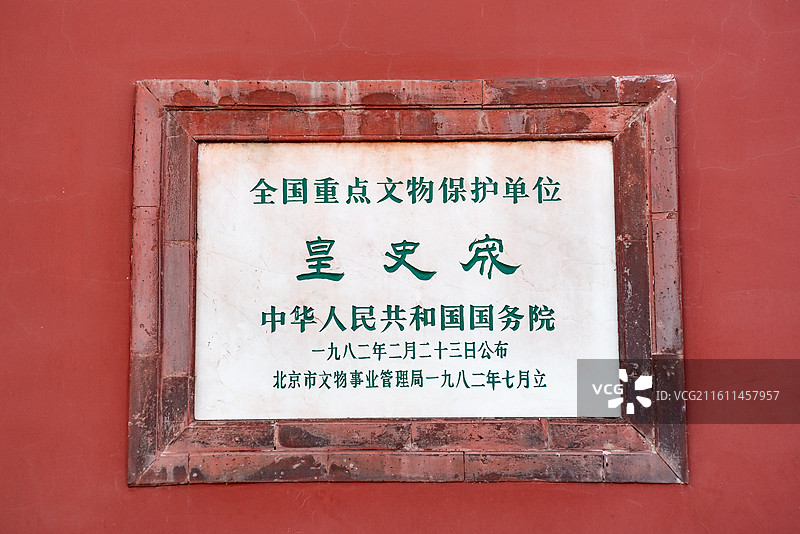 全国重点文物保护单位
皇史宬
中华人民共和国国务院
一九八二年二月二十三日公布
北京市文物事业管理局一九八二年七月立
VCG
ID: VCG211611457957